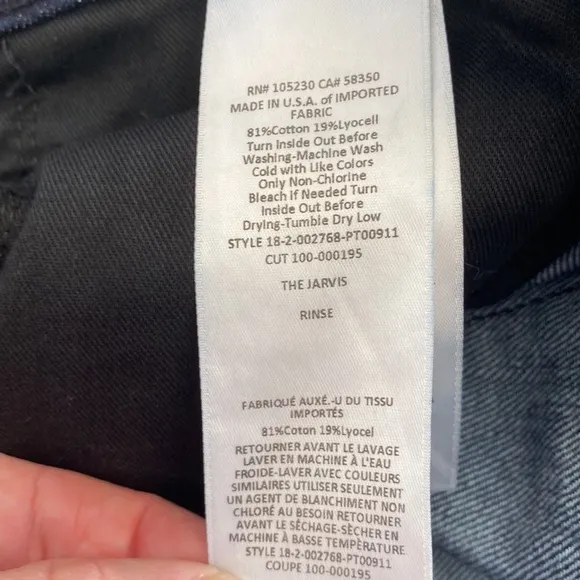 RN# 105230 CA# 58350
MADE IN U.S.A. of IMPORTED
FABRIC
81%Cotton 19%Lyocell
Turn Inside Out Before
Washing-Machine Wash
Cold with Like Colors
Only Non-Chlorine
Bleach if Needed Turn
Inside Out Before
Drying-Tumble Dry Low
STYLE 18-2-002768-PT00911
CUT 100-000195
THE JARVIS
RINSE
FABRIQUÉ AUXÉ.-U DU TISSU
IMPORTÉS
81%Coton 19%Lyocel
RETOURNER AVANT LE LAVAGE
LAVER EN MACHINE À L'EAU
FROIDE-LAVER AVEC COULEURS
SIMILAIRES UTILISER SEULEMENT
UN AGENT DE BLANCHIMENT NON
CHLORÉ AU BESOIN RETOURNER
AVANT LE SÉCHAGE-SÈCHER EN
MACHINE À BASSE TEMPÈRATURE
STYLE 18-2-002768-PT00911
COUPE 100-000195